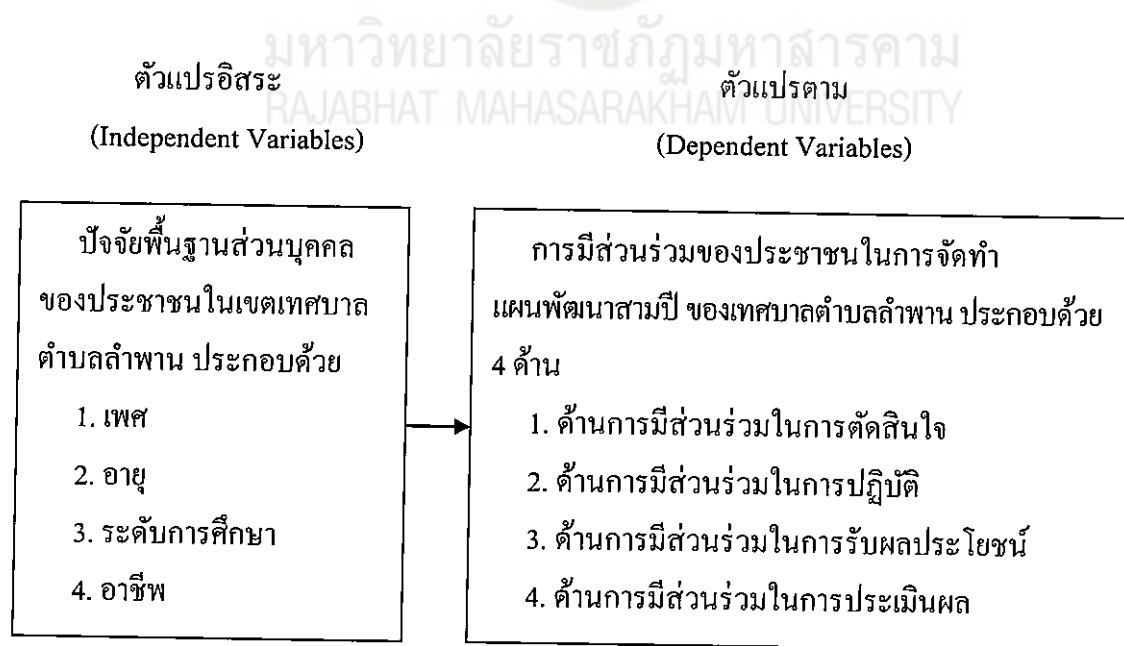 มหาวิทยาลัยราชภัฏมหาสารคาม
RAJABHAT MAHASARAKHAM UNIVERSITY
ตัวแปรอิสระ
(Independent Variables)
ตัวแปรตาม
(Dependent Variables)
ปัจจัยพื้นฐานส่วนบุคคล
ของประชาชนในเขตเทศบาล
ตำบลลำพาน ประกอบด้วย
1. เพศ
2. อายุ
3. ระดับการศึกษา
4. อาชีพ
การมีส่วนร่วมของประชาชนในการจัดทำ
แผนพัฒนาสามปี ของเทศบาลตำบลลำพาน ประกอบด้วย
4 ด้าน
1. ด้านการมีส่วนร่วมในการตัดสินใจ
2. ด้านการมีส่วนร่วมในการปฏิบัติ
3. ด้านการมีส่วนร่วมในการรับผลประโยชน์
4. ด้านการมีส่วนร่วมในการประเมินผล